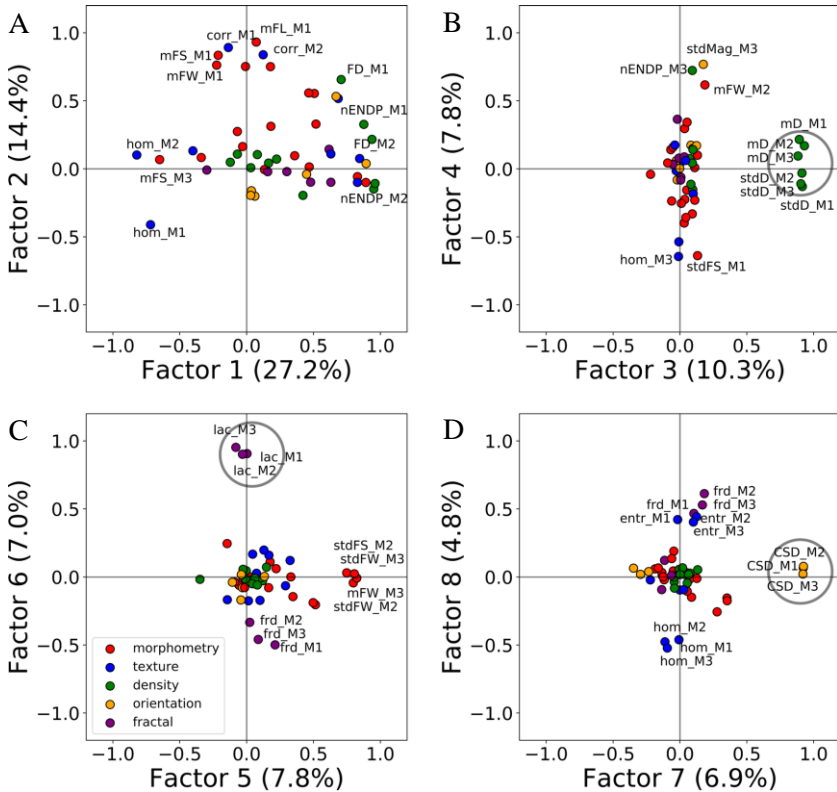 A
1.0
0.5
0.0
−0.5
−1.0
Factor 2 (14.4%)
corr_M1
mFL_M1
mFS_M1
corr_M2
mFW_M1
FD_M1
nENDP_M1
hom_M2
FD_M2
mFS_M3
nENDP_M2
hom_M1
−1.0 −0.5 0.0 0.5 1.0
Factor 1 (27.2%)
B
1.0
0.5
0.0
−0.5
−1.0
Factor 4 (7.8%)
stdMag_M3
nENDP_M3
mFW_M2
mD_M1
mD_M2
mD_M3
stdD_M2
stdD_M3
stdD_M1
hom_M3
stdFS_M1
−1.0 −0.5 0.0 0.5 1.0
Factor 3 (10.3%)
C
1.0
0.5
0.0
−0.5
−1.0
Factor 6 (7.0%)
lac_M3
lac_M1
lac_M2
stdFS_M2
stdFW_M3
mFW_M3
stdFW_M2
frd_M2
frd_M3
frd_M1
morphometry
texture
density
orientation
fractal
−1.0 −0.5 0.0 0.5 1.0
Factor 5 (7.8%)
D
1.0
0.5
0.0
−0.5
−1.0
Factor 8 (4.8%)
frd_M2
frd_M1
frd_M3
entr_M1
entr_M2
entr_M3
CSD_M2
CSD_M1
CSD_M3
hom_M2
hom_M1
hom_M3
−1.0 −0.5 0.0 0.5 1.0
Factor 7 (6.9%)